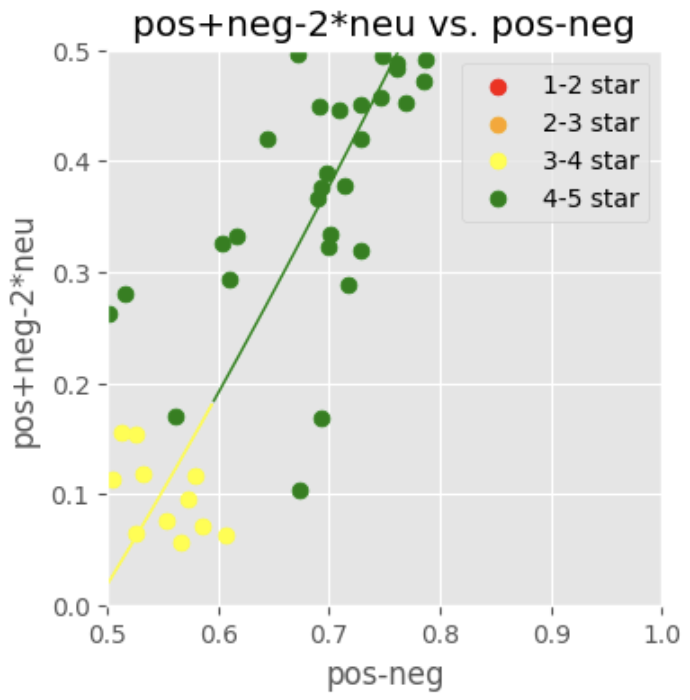 pos+neg-2*neu vs. pos-neg
0.5
0.4
0.3
0.2
0.1
0.0
pos+neg-2*neu
1-2 star
2-3 star
3-4 star
4-5 star
0.5 0.6 0.7 0.8 0.9 1.0
pos-neg